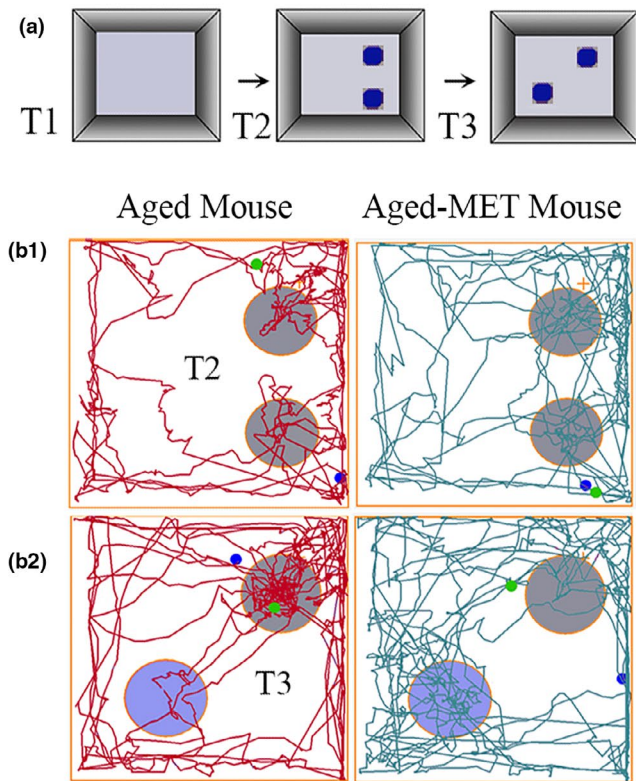 (a)
T1
T2
T3
Aged Mouse
Aged-MET Mouse
(b1)
T2
(b2)
T3